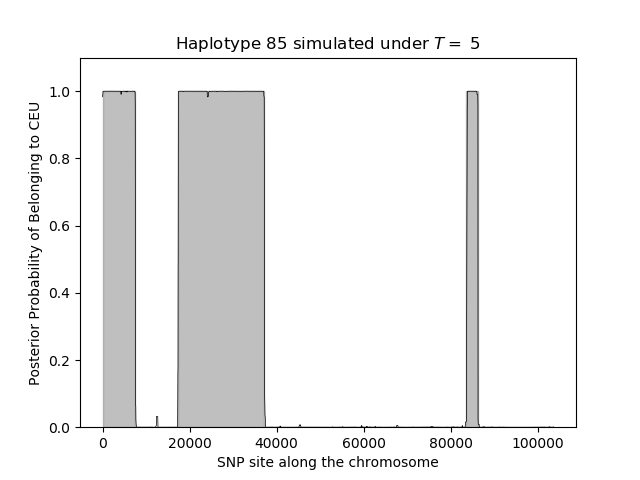 Haplotype 85 simulated under T = 5
Posterior Probability of Belonging to CEU
1.0
0.8
0.6
0.4
0.2
0.0
0 20000 40000 60000 80000 100000
SNP site along the chromosome